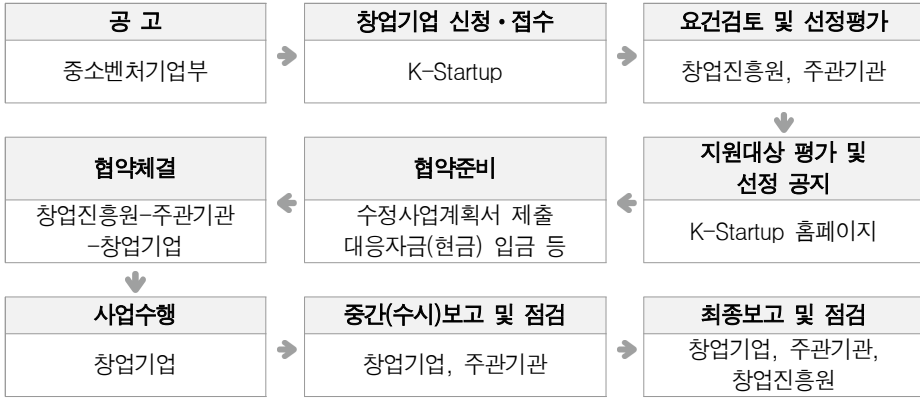 공 고
중소벤처기업부
창업기업 신청・접수
K-Startup
요건검토 및 선정평가
창업진흥원, 주관기관
지원대상 평가 및
선정 공지
K-Startup 홈페이지
협약준비
수정사업계획서 제출
대응자금(현금) 입금 등
협약체결
창업진흥원-주관기관
-창업기업
사업수행
창업기업
중간(수시)보고 및 점검
창업기업, 주관기관
최종보고 및 점검
창업기업, 주관기관,
창업진흥원